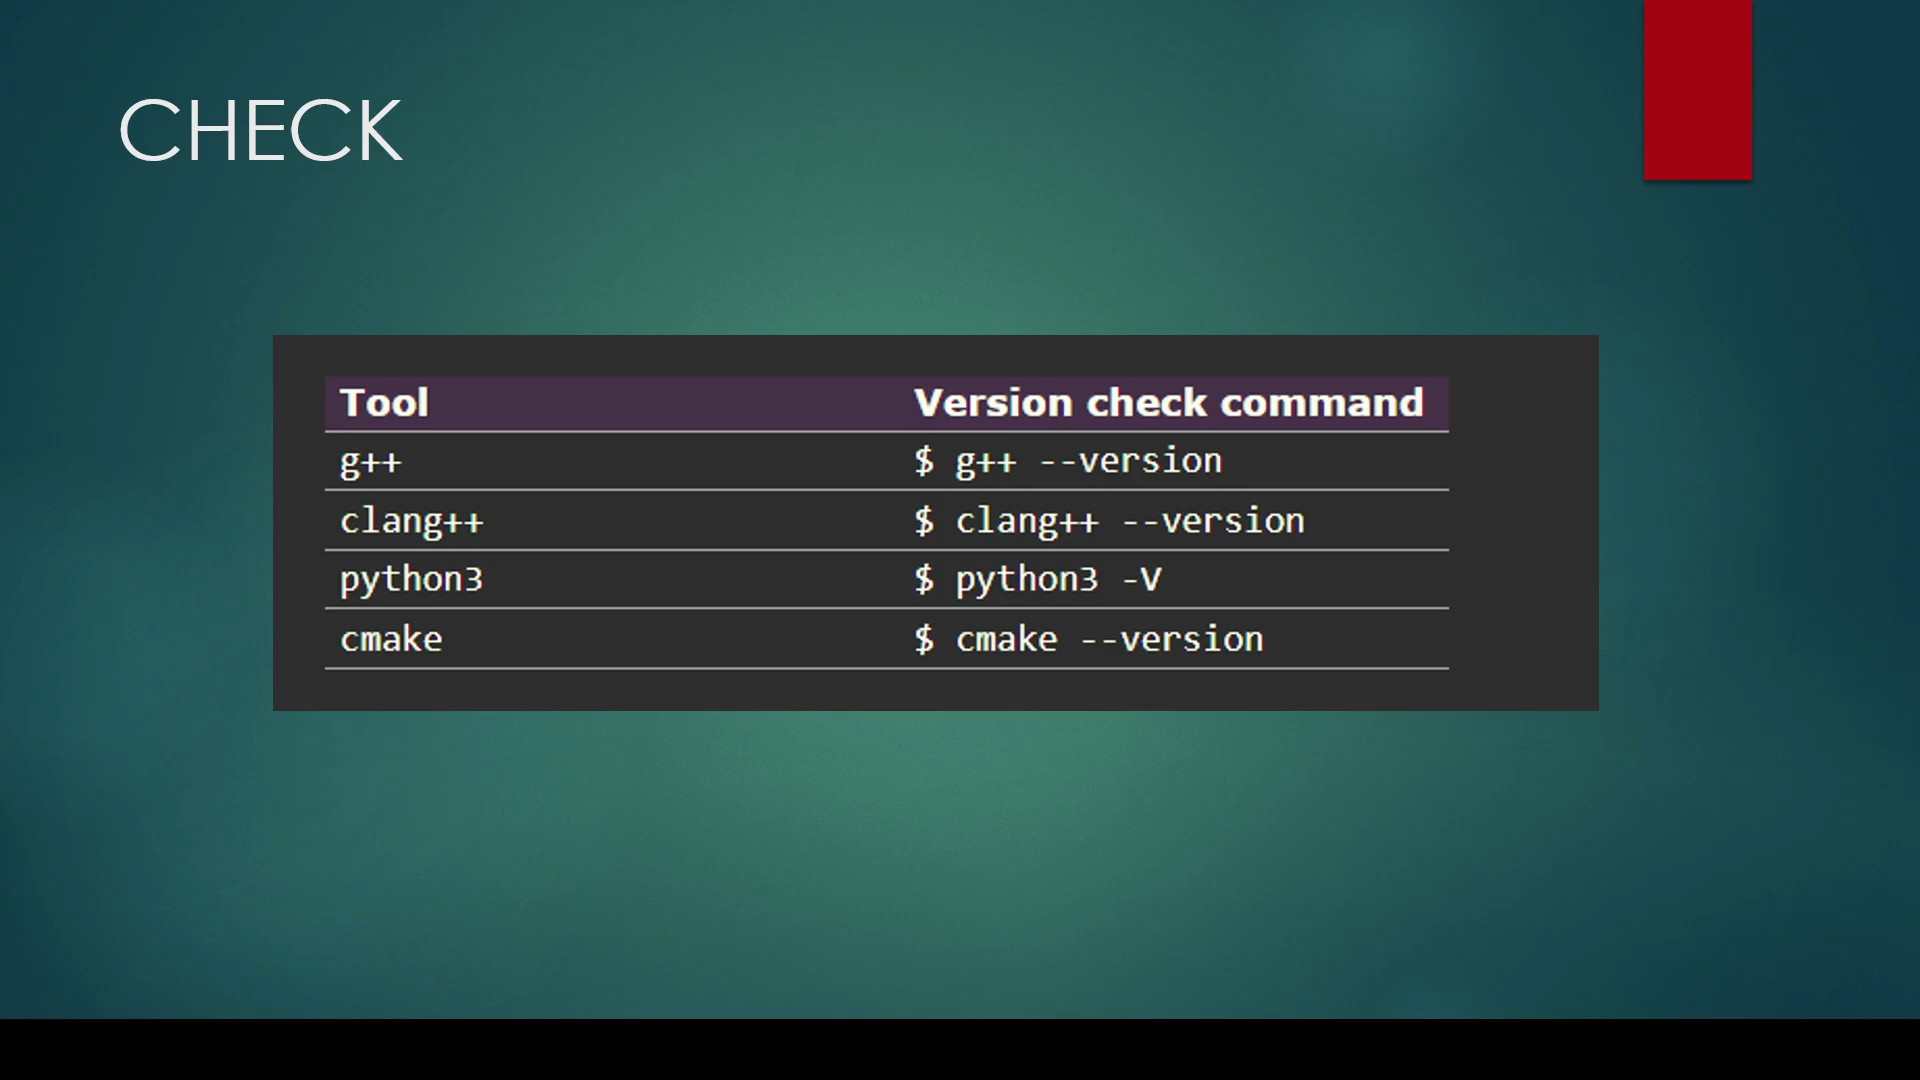 CHECK
Tool Version check command
g++ $ g++ --version
clang++ $ clang++ --version
python3 $ python3 -V
cmake $ cmake --version